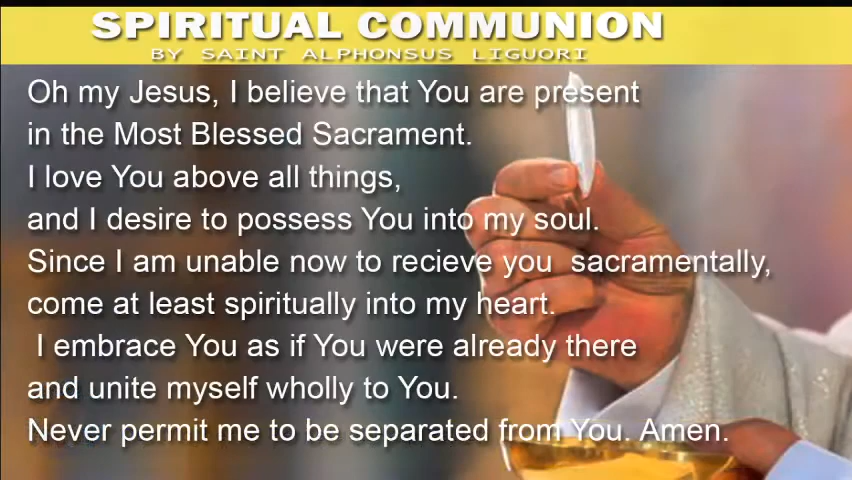 SPIRITUAL COMMUNION
BY SAINT ALPHONSUS LIGUORI
Oh my Jesus, I believe that You are present
in the Most Blessed Sacrament.
I love You above all things,
and I desire to possess You into my soul.
Since I am unable now to recieve you sacramentally,
come at least spiritually into my heart.
I embrace You as if You were already there
and unite myself wholly to You.
Never permit me to be separated from You. Amen.